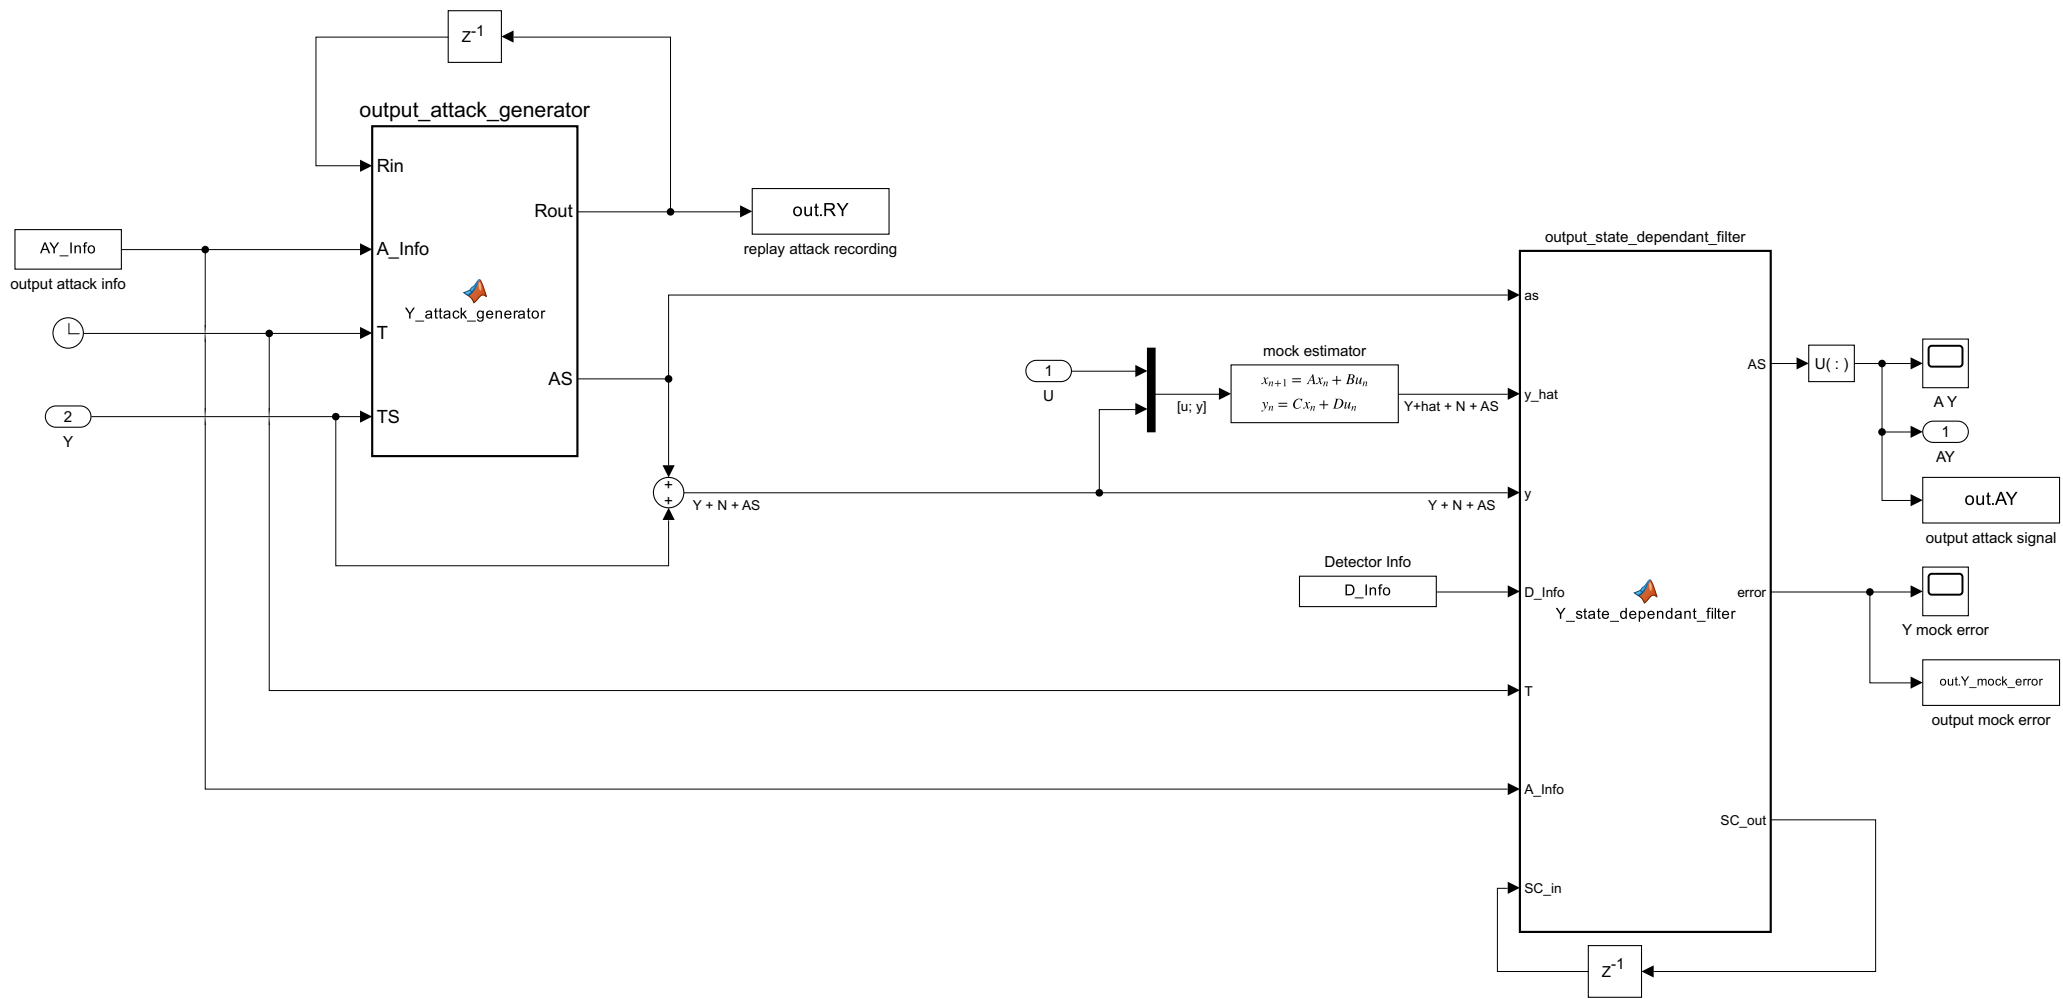 z-1
output_attack_generator
Rin
Rout
A_Info
Y_attack_generator
T
AS
TS
AY_Info
output attack info
2
Y
out.RY
replay attack recording
+
+
Y + N + AS
1
U
[u; y]
mock estimator
xn+1 = Axn + Bun
yn = Cxn + Dun
Y+hat + N + AS
Y + N + AS
Detector Info
D_Info
output_state_dependant_filter
as
AS
y_hat
y
D_Info
error
Y_state_dependant_filter
T
A_Info
SC_out
SC_in
z-1
U( : )
A Y
1
AY
out.AY
output attack signal
Y mock error
out.Y_mock_error
output mock error